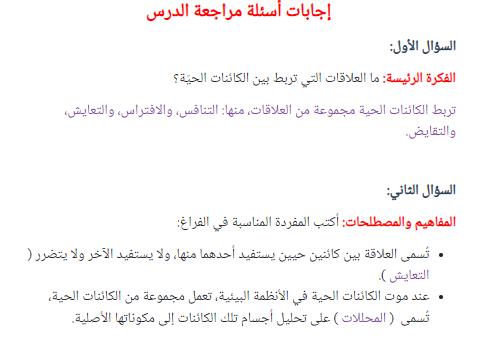 إجابات أسئلة مراجعة الدرس
السؤال الأول:
الفكرة الرئيسة: ما العلاقات التي تربط بين الكائنات الحيّة؟
تربط الكائنات الحية مجموعة من العلاقات، منها: التنافس، والافتراس، والتعايش،
والتقايض.
السؤال الثاني:
المفاهيم والمصطلحات: أكتب المفردة المناسبة في الفراغ:
• تُسمى العلاقة بين كائنين حيين يستفيد أحدهما منها، ولا يستفيد الآخر ولا يتضرر (
التعايش ).
• عند موت الكائنات الحية في الأنظمة البيئية، تعمل مجموعة من الكائنات الحية،
تُسمى ( المحللات ) على تحليل أجسام تلك الكائنات إلى مكوناتها الأصلية.